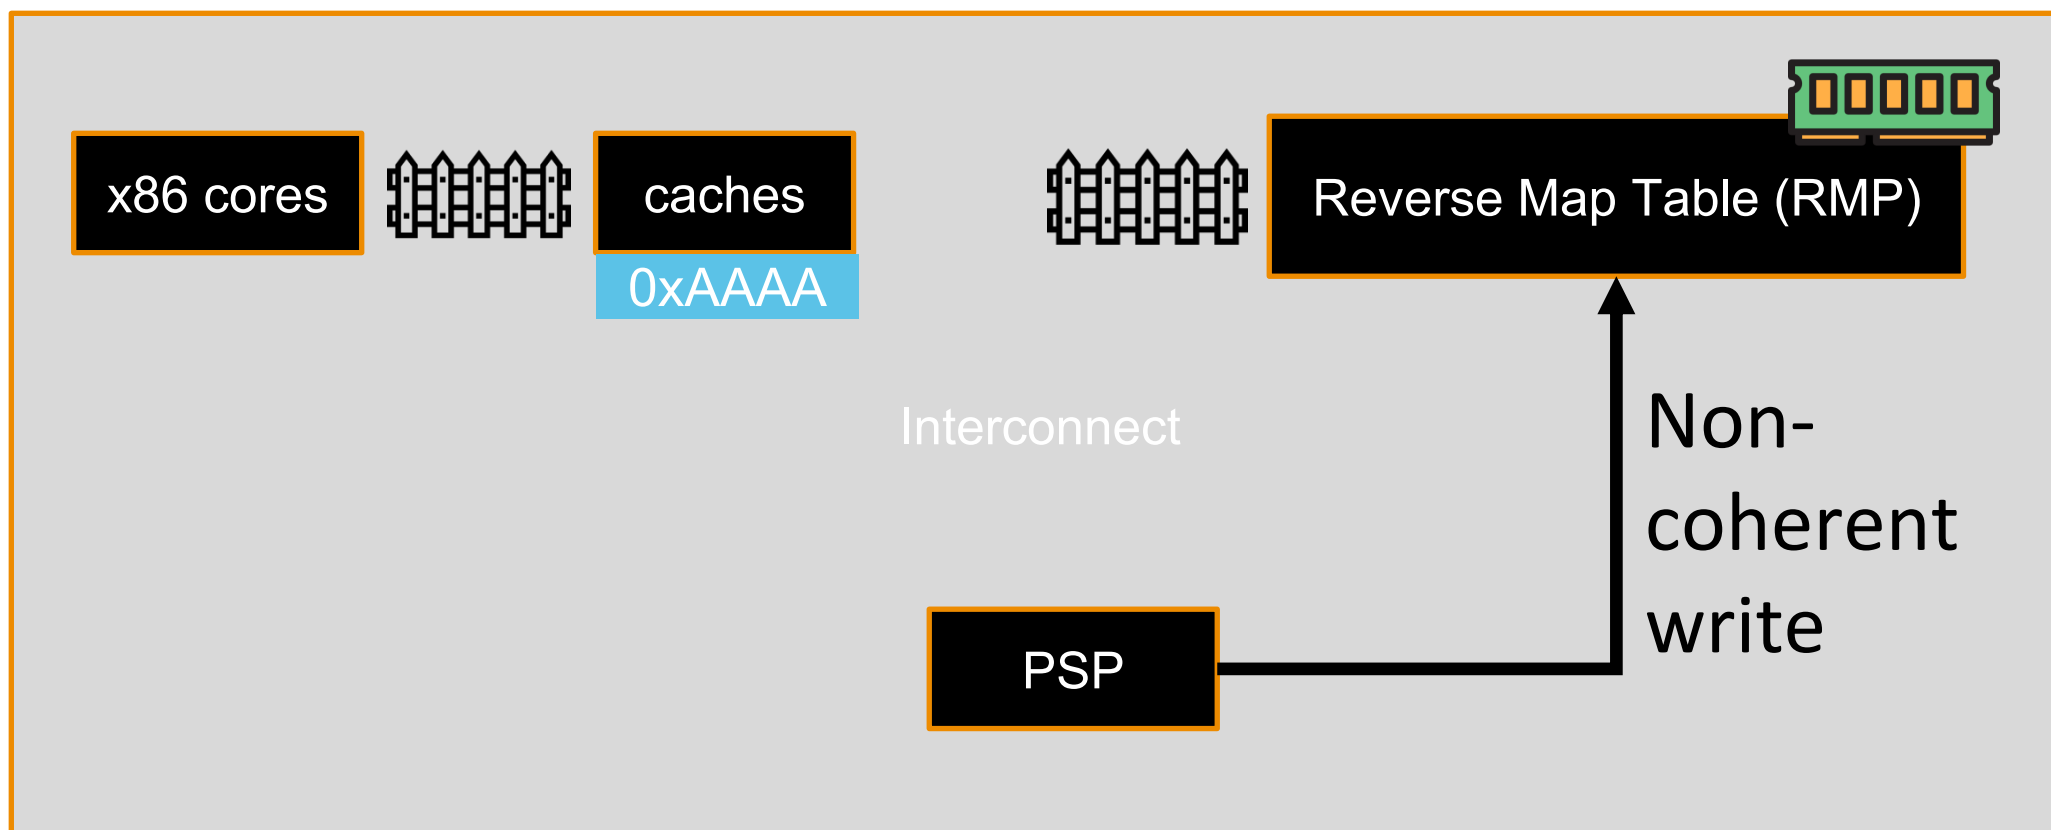 x86 cores
caches
0xAAAA
Reverse Map Table (RMP)
Interconnect
Non-
coherent
write
PSP